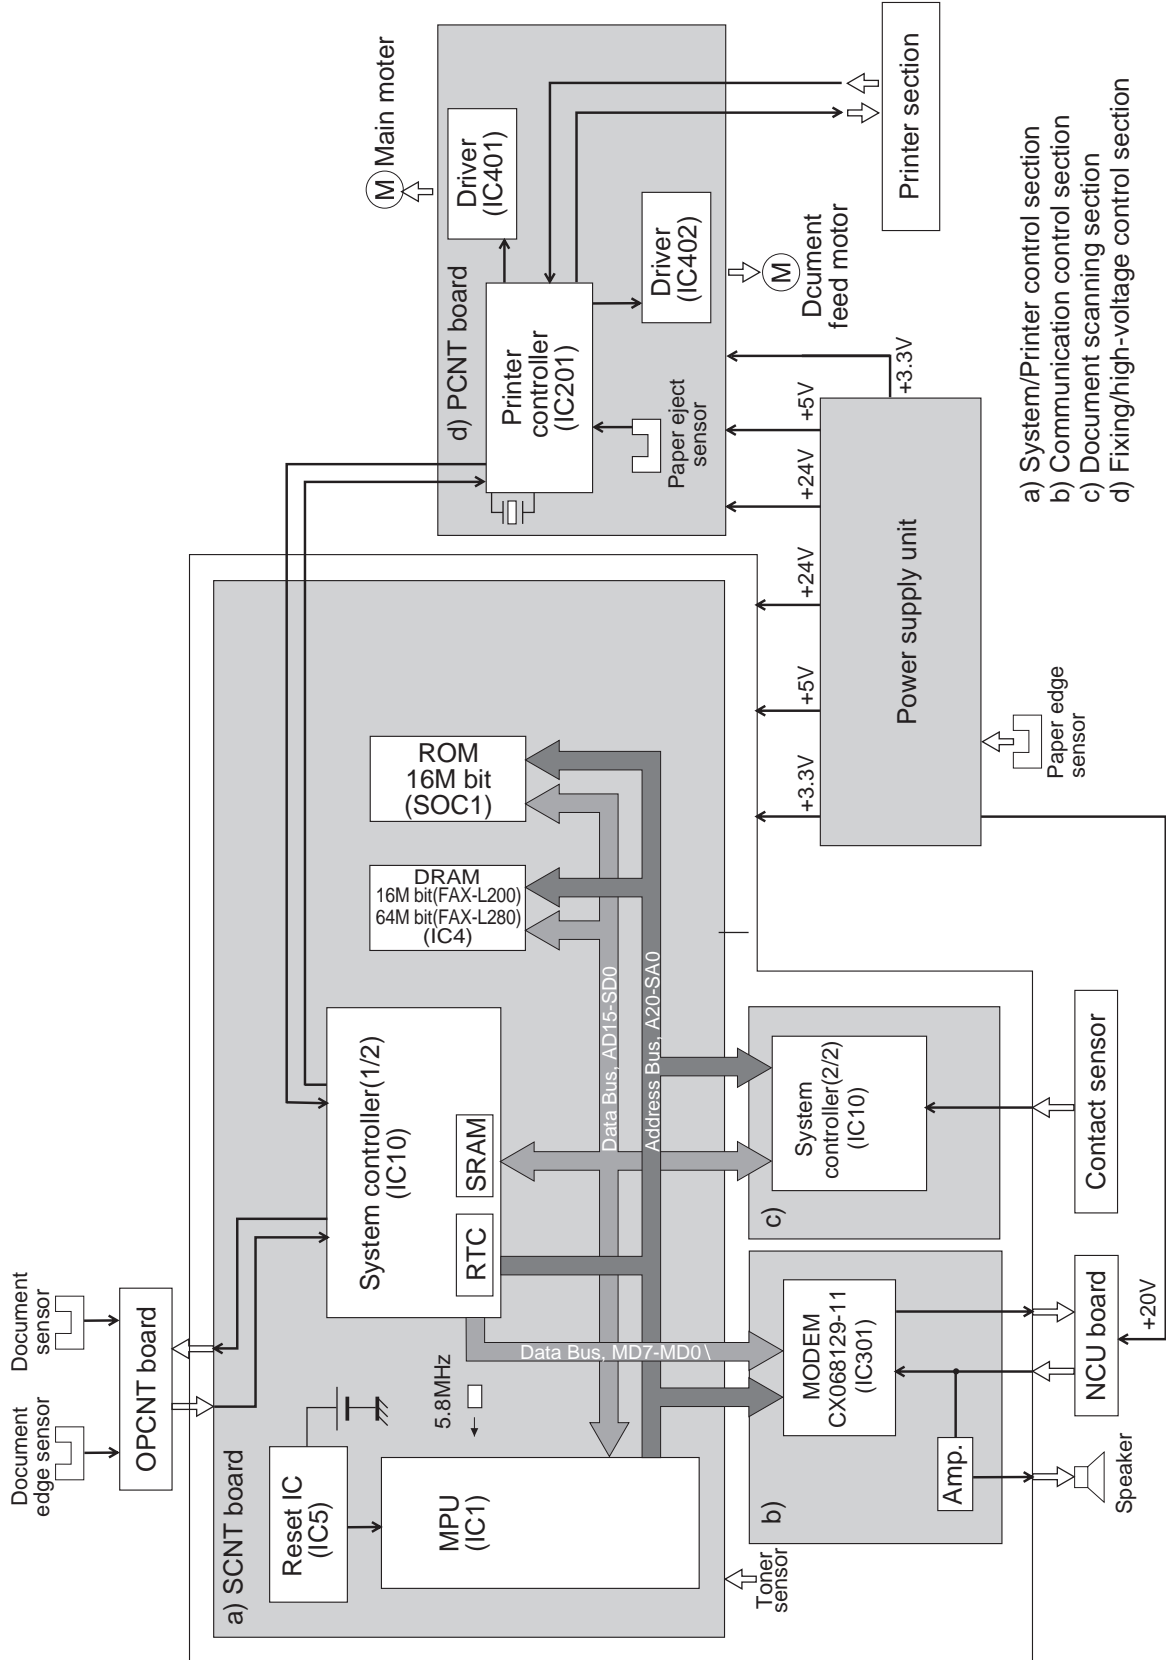 Document
edge sensor
Document
sensor
OPCNT board
a) SCNT board
Reset IC
(IC5)
MPU
(IC1)
5.8MHz
System controller(1/2)
(IC10)
RTC
SRAM
DRAM
16M bit(FAX-L200)
64M bit(FAX-L280)
(IC4)
ROM
16M bit
(SOC1)
Data Bus, AD15-SD0
Address Bus, A20-SA0
Data Bus, MD7-MD0 \
Toner
sensor
b)
MODEM
CX068129-11
(IC301)
Amp.
Speaker
NCU board
+20V
c)
System
controller(2/2)
(IC10)
Contact sensor
d) PCNT board
Printer
controller
(IC201)
Driver
(IC401)
M
Main moter
Driver
(IC402)
M
Dcument
feed motor
Paper eject
sensor
Printer section
+3.3V
+5V
+24V
+24V
+5V
+3.3V
Power supply unit
Paper edge
sensor
a) System/Printer control section
b) Communication control section
c) Document scanning section
d) Fixing/high-voltage control section